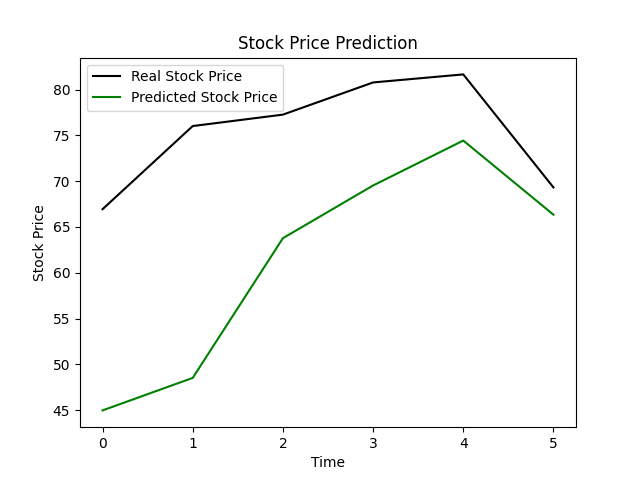 Stock Price Prediction
Real Stock Price
Predicted Stock Price
80
75
70
65
60
55
50
45
Stock Price
0 1 2 3 4 5
Time